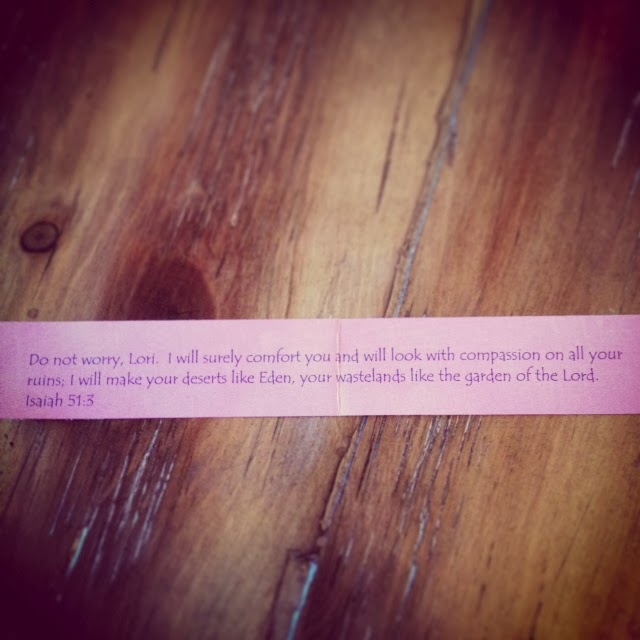 Do not worry, Lori. I will surely comfort you and will look with compassion on all your
ruins; I will make your deserts like Eden, your wastelands like the garden of the Lord.
Isaiah 51:3